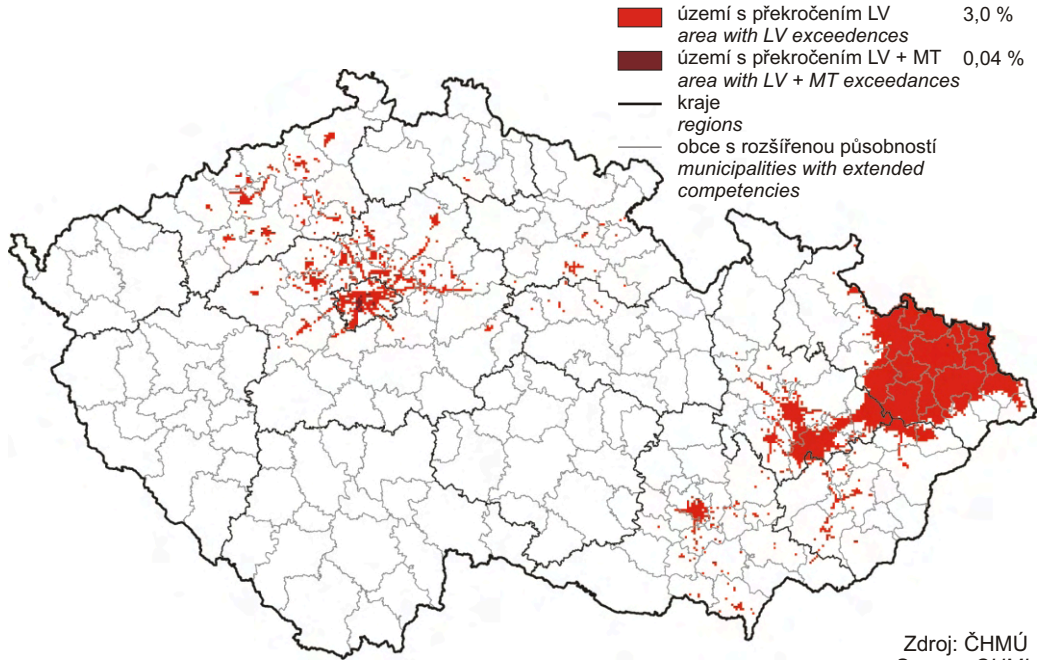 území s překročením LV 3,0 %
area with LV exceedences
území s překročením LV + MT 0,04 %
area with LV + MT exceedances
kraje
regions
obce s rozšířenou působností
municipalities with extended
competencies
Zdroj: ČHMÚ